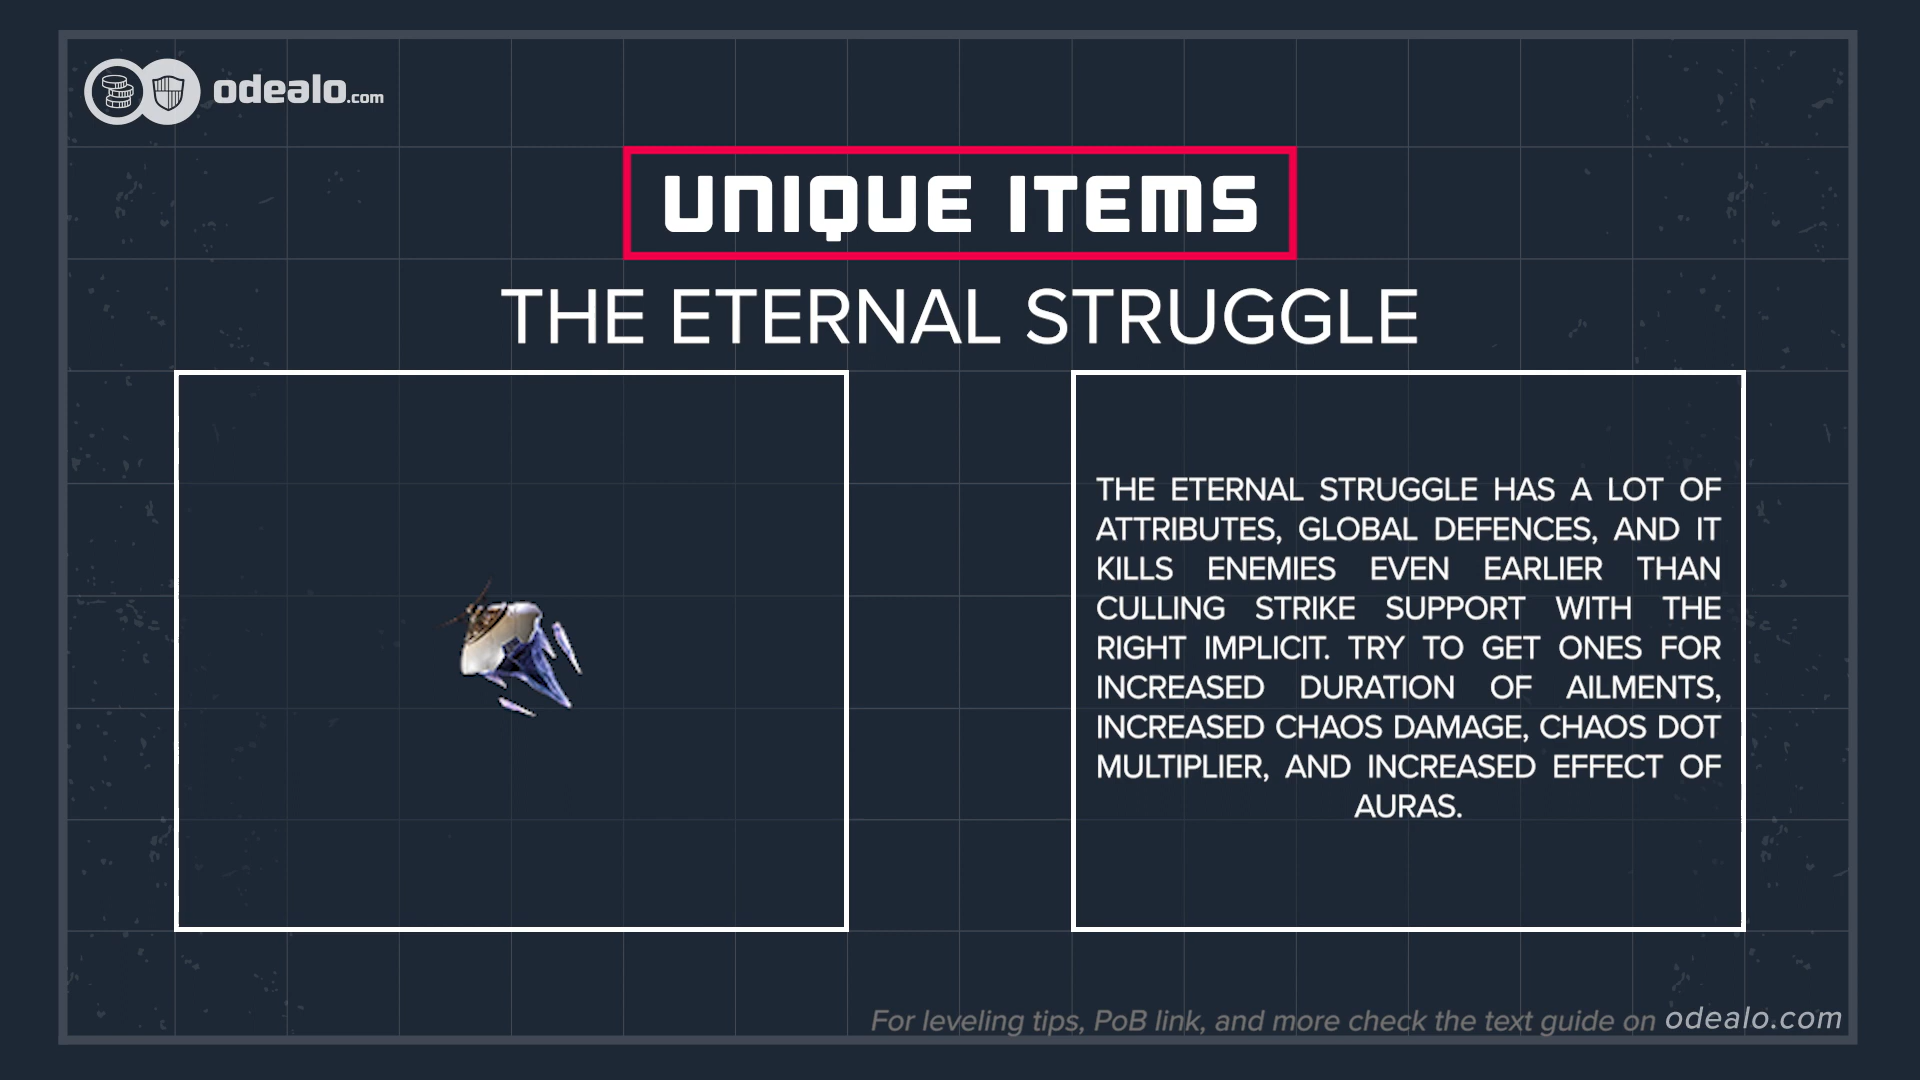 odealo.com
UNIQUE ITEMS
THE ETERNAL STRUGGLE
THE ETERNAL STRUGGLE HAS A LOT OF
ATTRIBUTES, GLOBAL DEFENCES, AND IT
KILLS ENEMIES EVEN EARLIER THAN
CULLING STRIKE SUPPORT WITH THE
RIGHT IMPLICIT. TRY TO GET ONES FOR
INCREASED DURATION OF AILMENTS,
INCREASED CHAOS DAMAGE, CHAOS DOT
MULTIPLIER, AND INCREASED EFFECT OF
AURAS.
For leveling tips, PoB link, and more check the text guide on odealo.com